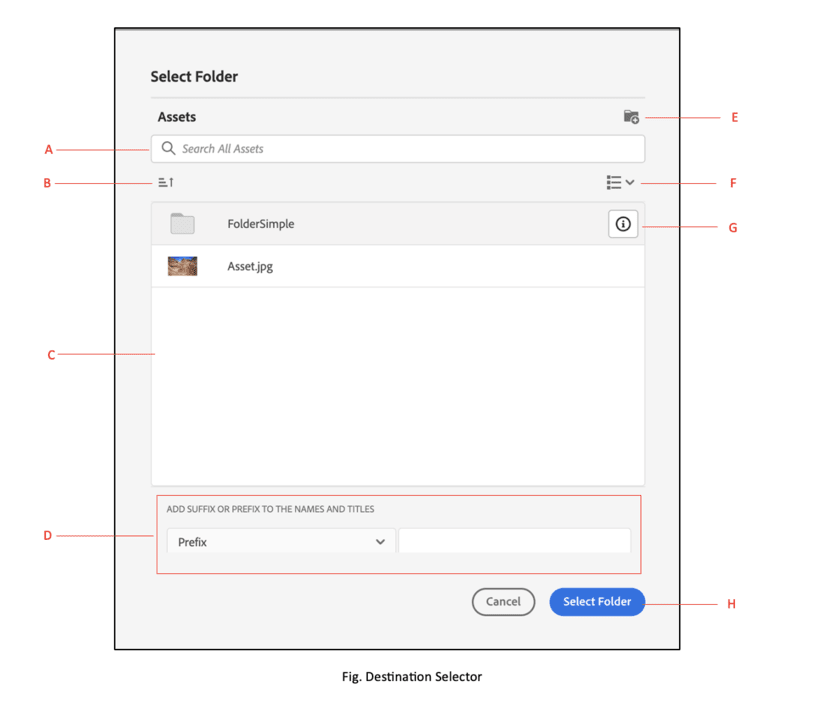 Select Folder
Assets
E
A
Search All Assets
B
F
FolderSimple
G
Asset.jpg
C
ADD SUFFIX OR PREFIX TO THE NAMES AND TITLES
D
Prefix
Cancel
Select Folder
H
Fig. Destination Selector